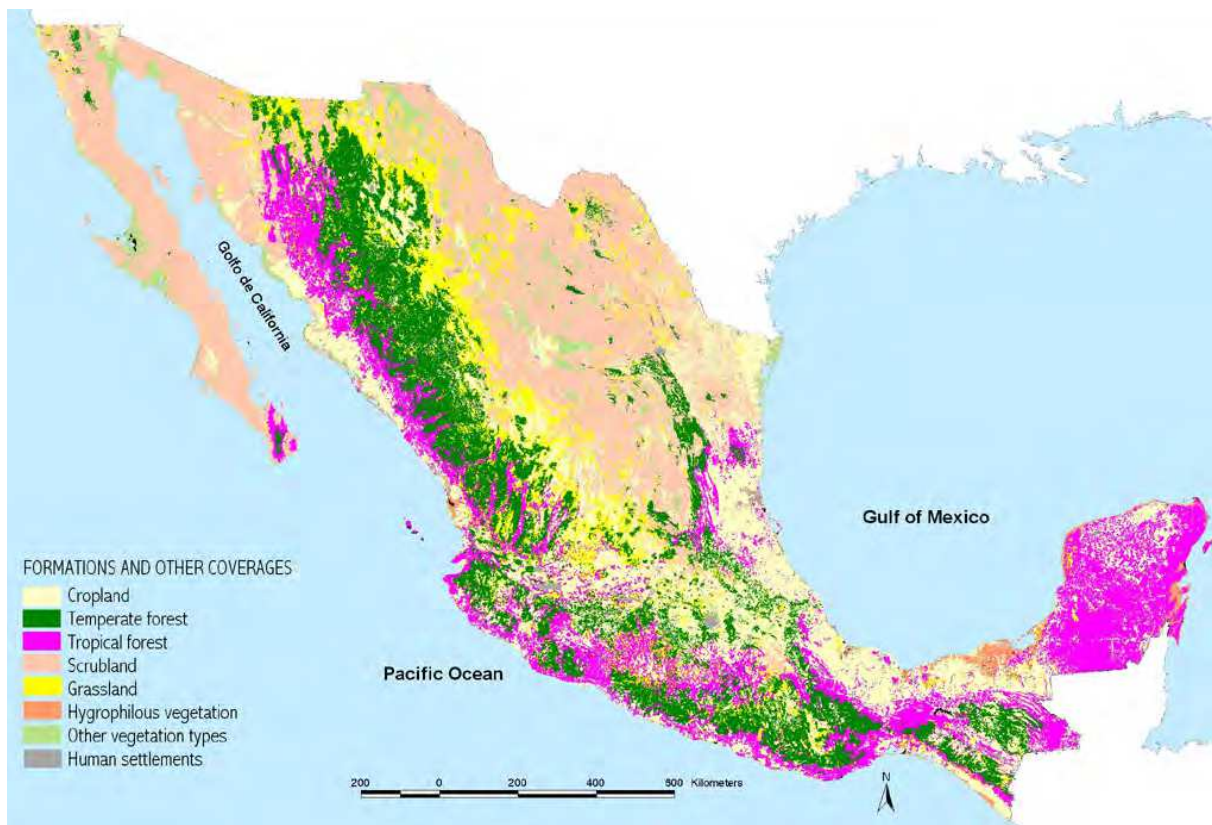 Golfo de California
Gulf of Mexico
Pacific Ocean
FORMATIONS AND OTHER COVERAGES
Cropland
Temperate forest
Tropical forest
Scrubland
Grassland
Hygrophilous vegetation
Other vegetation types
Human settlements
200 0 200 400 600 Kilometers
N